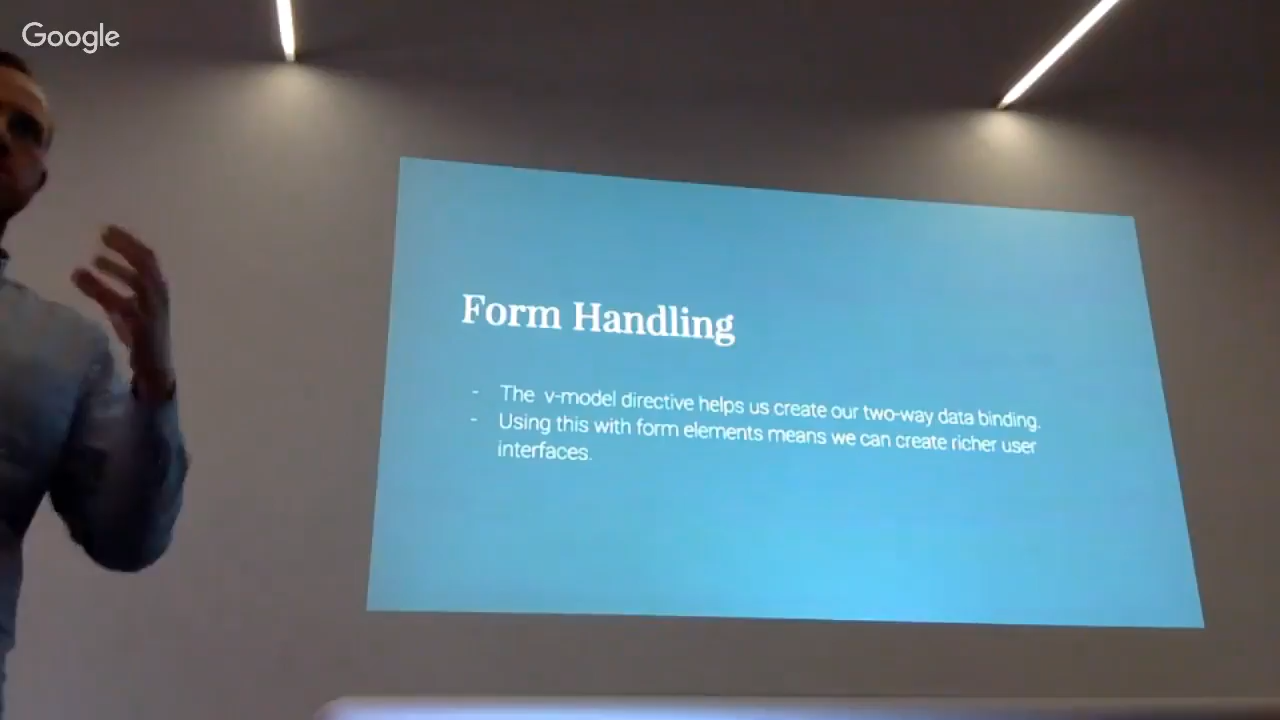 Google
Form Handling
- The v-model directive helps us create our two-way data binding.
- Using this with form elements means we can create richer user
interfaces.